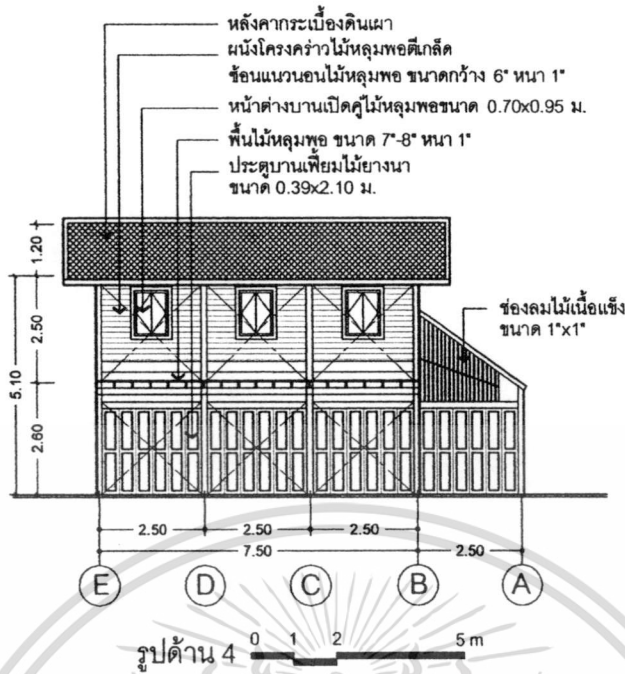 หลังคากระเบื้องดินเผา
ผนังโครงคร่าวไม้หลุมพอตีเกล็ด
ซ้อนแนวนอนไม้หลุมพอ ขนาดกว้าง 6" หนา 1"
หน้าต่างบานเปิดคู่ไม้หลุมพอขนาด 0.70x0.95 ม.
พื้นไม้หลุมพอ ขนาด 7"-8" หนา 1"
ประตูบานเฟี้ยมไม้ยางนา
ขนาด 0.39x2.10 ม.
ช่องลมไม้เนื้อแข็ง
ขนาด 1"x1"
1.20
2.50
5.10
2.60
2.50 2.50 2.50
7.50 2.50
E D C B A
รูปด้าน 4 0 1 2 5 m